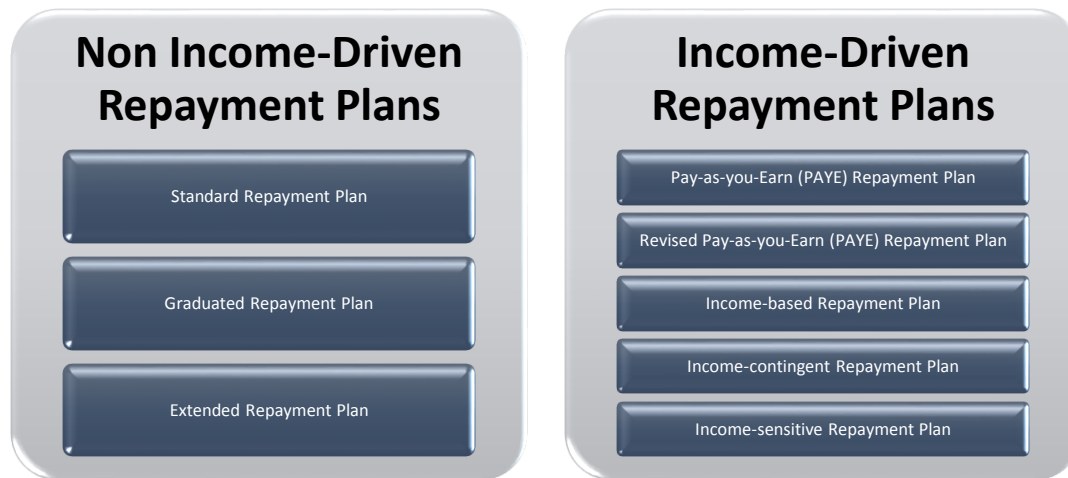 Non Income-Driven
Repayment Plans
Standard Repayment Plan
Graduated Repayment Plan
Extended Repayment Plan
Income-Driven
Repayment Plans
Pay-as-you-Earn (PAYE) Repayment Plan
Revised Pay-as-you-Earn (PAYE) Repayment Plan
Income-based Repayment Plan
Income-contingent Repayment Plan
Income-sensitive Repayment Plan